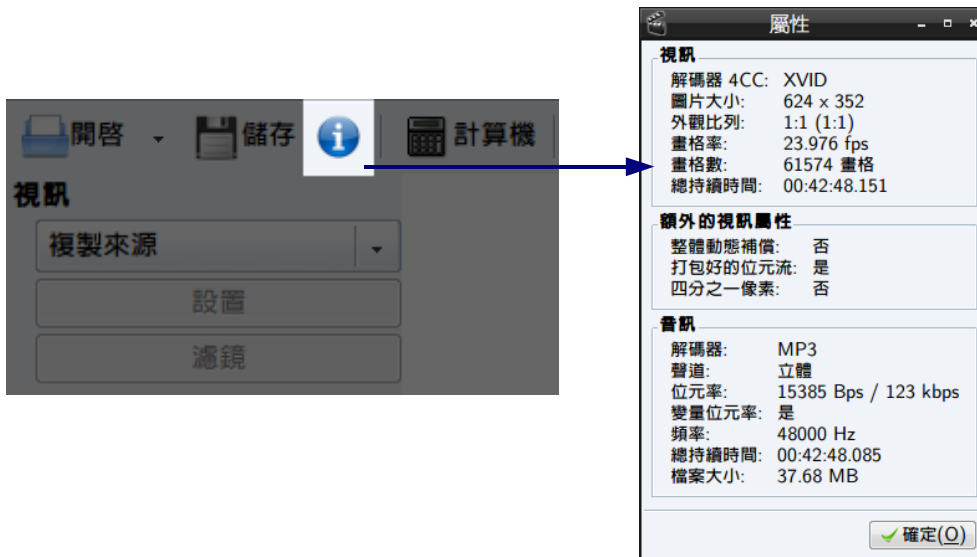 開啓
儲存
計算機
視訊
複製來源
設置
濾鏡
屬性
視訊
解碼器 4CC: XVID
圖片大小: 624 x 352
外觀比列: 1:1 (1:1)
畫格率: 23.976 fps
畫格數: 61574 畫格
總持續時間: 00:42:48.151
額外的視訊屬性
整體動態補償: 否
打包好的位元流: 是
四分之一像素: 否
音訊
解碼器: MP3
聲道: 立體
位元率: 15385 Bps / 123 kbps
變量位元率: 是
頻率: 48000 Hz
總持續時間: 00:42:48.085
檔案大小: 37.68 MB
確定(O)